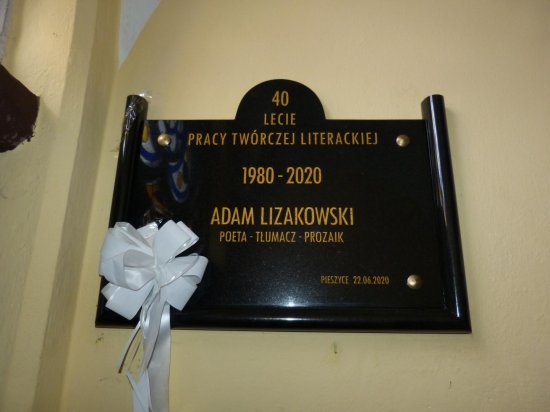 40
LECIE
PRACY TWÓRCZEJ LITERACKIEJ
1980 - 2020
ADAM LIZAKOWSKI
POETA - TŁUMACZ - PROZAIK
PIESZYCE 22.06.2020